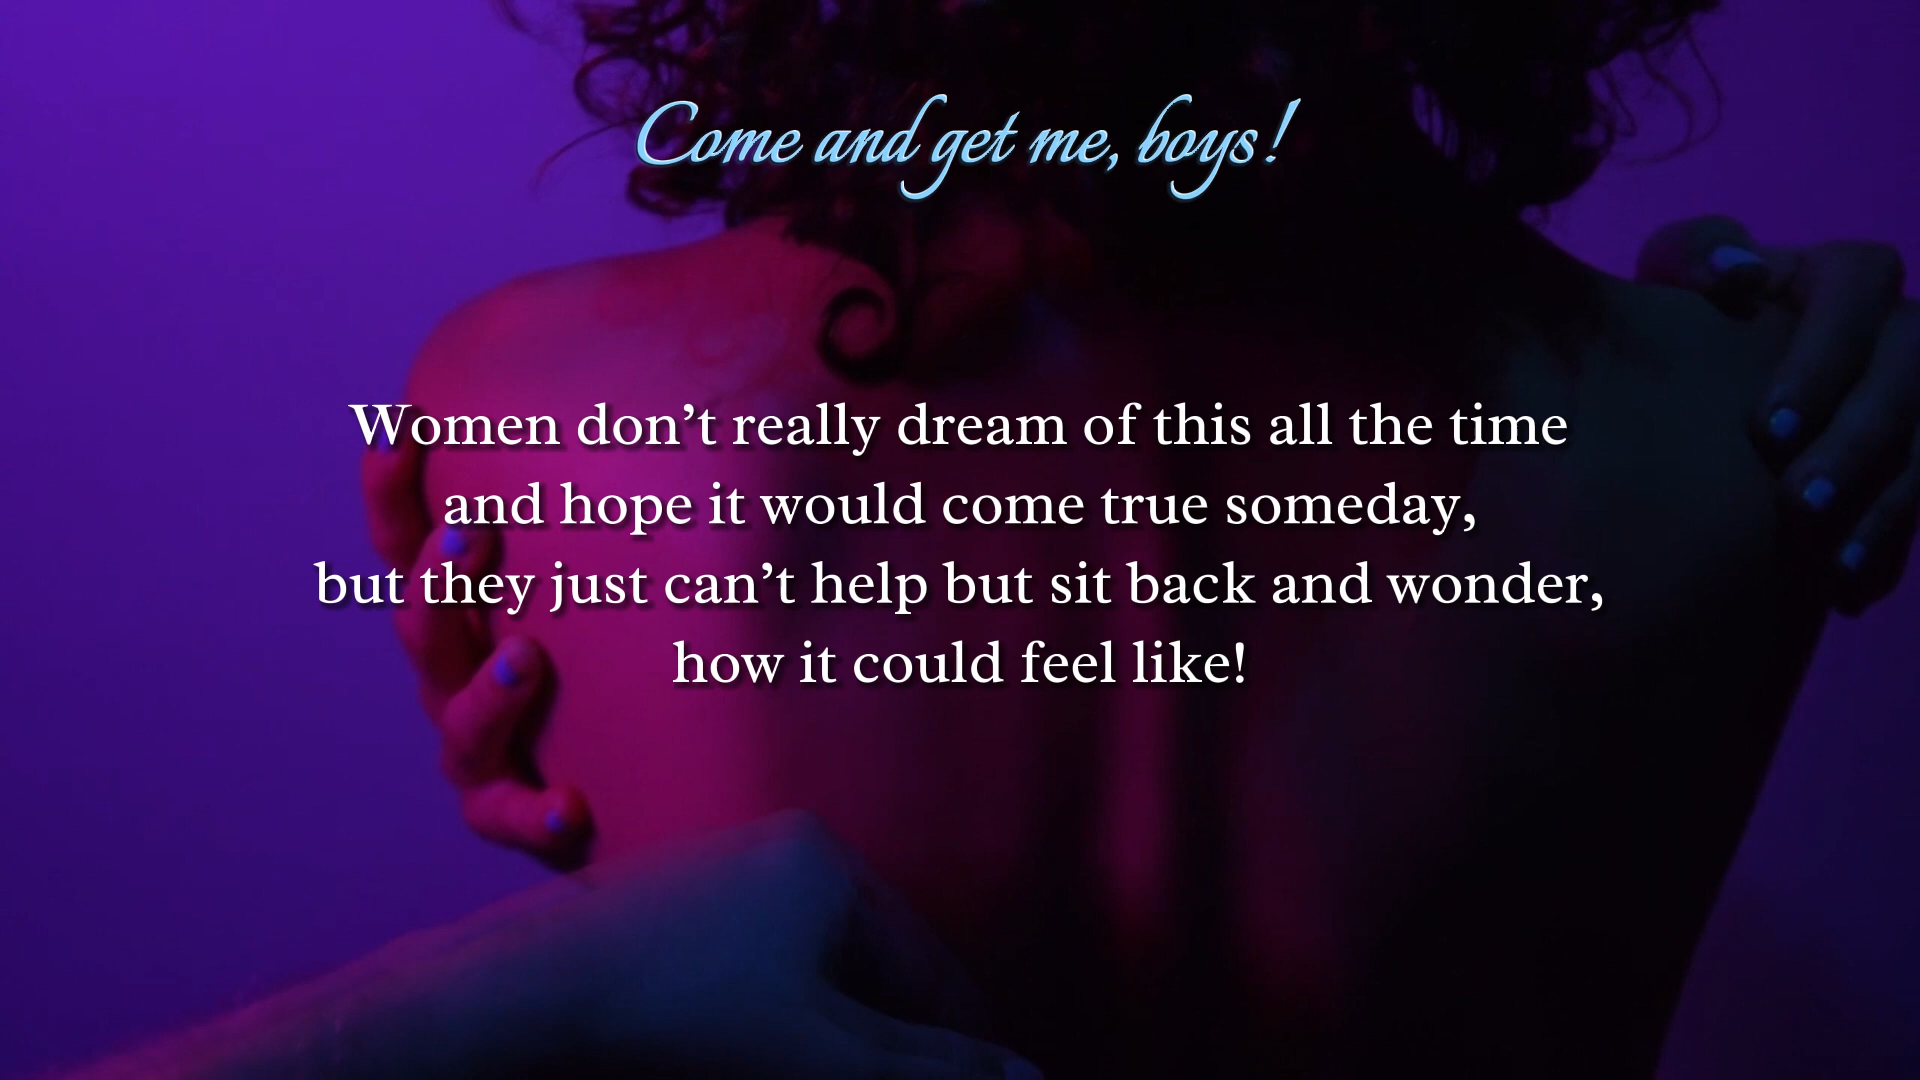 Come and get me, boys!
Women don’t really dream of this all the time
and hope it would come true someday,
but they just can’t help but sit back and wonder,
how it could feel like!